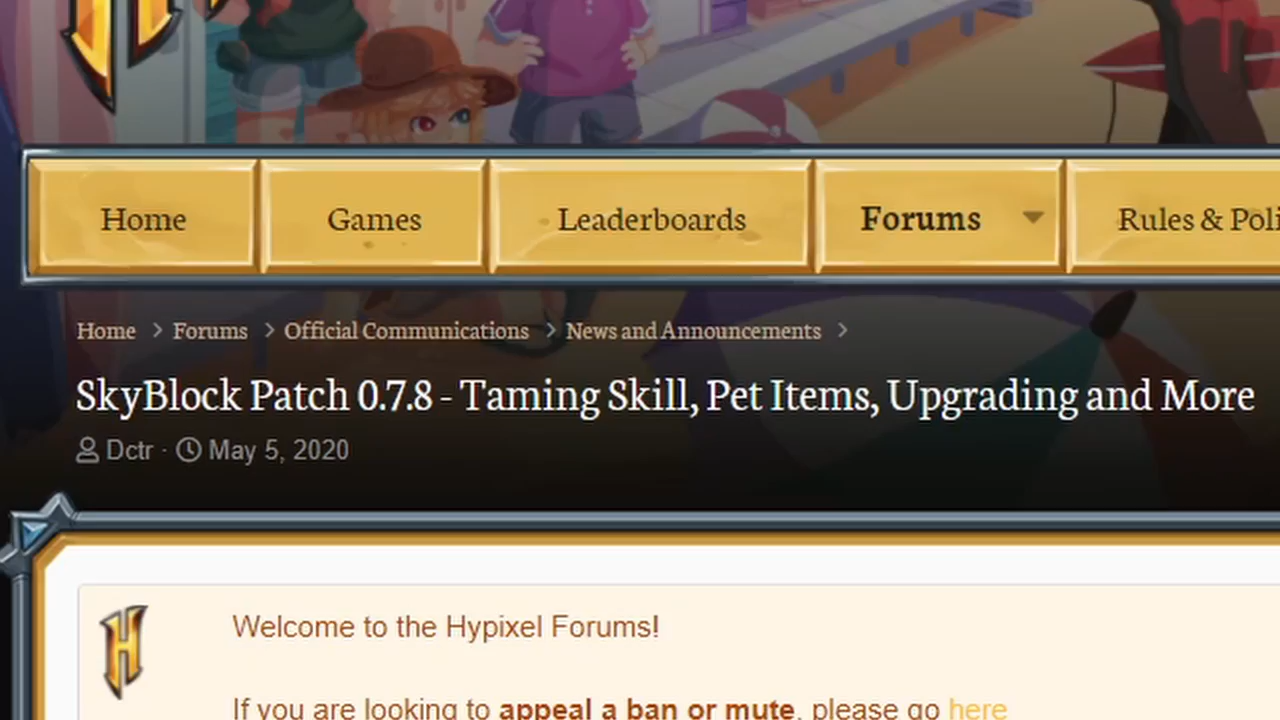 Home Games Leaderboards Forums Rules & Poli
Home > Forums > Official Communications > News and Announcements >
SkyBlock Patch 0.7.8 - Taming Skill, Pet Items, Upgrading and More
Dctr · May 5, 2020
H
Welcome to the Hypixel Forums!
If you are looking to appeal a ban or mute, please go here